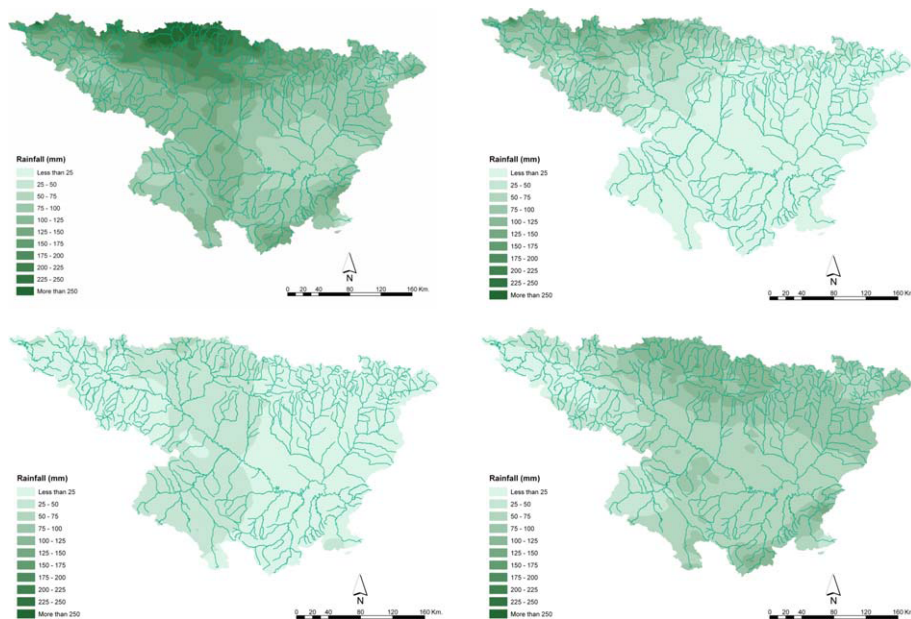 Rainfall (mm)
Less than 25
25 - 50
50 - 75
75 - 100
100 - 125
125 - 150
150 - 175
175 - 200
200 - 225
225 - 250
More than 250
N
0 20 40 80 120 160 Km.
Rainfall (mm)
Less than 25
25 - 50
50 - 75
75 - 100
100 - 125
125 - 150
150 - 175
175 - 200
200 - 225
225 - 250
More than 250
N
0 20 40 80 120 160 Km.
Rainfall (mm)
Less than 25
25 - 50
50 - 75
75 - 100
100 - 125
125 - 150
150 - 175
175 - 200
200 - 225
225 - 250
More than 250
N
0 20 40 80 120 160 Km.
Rainfall (mm)
Less than 25
25 - 50
50 - 75
75 - 100
100 - 125
125 - 150
150 - 175
175 - 200
200 - 225
225 - 250
More than 250
N
0 20 40 80 120 160 Km.